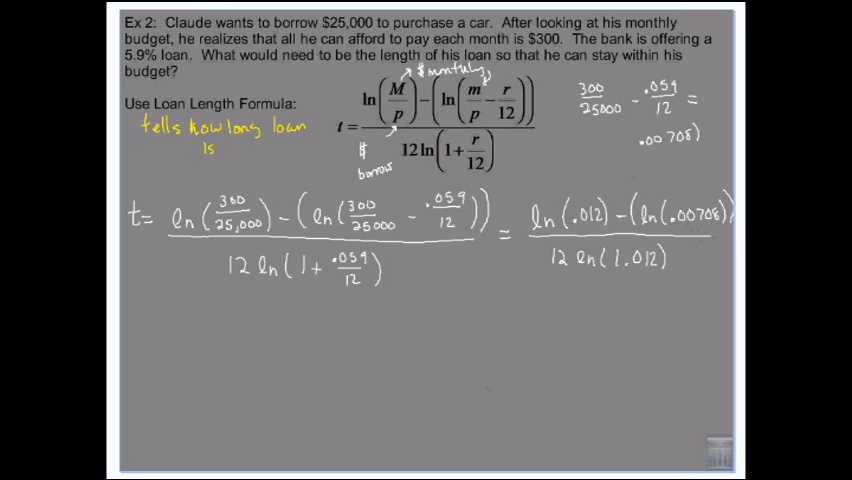 Ex 2: Claude wants to borrow $25,000 to purchase a car. After looking at his monthly
budget, he realizes that all he can afford to pay each month is $300. The bank is offering a
5.9% loan. What would need to be the length of his loan so that he can stay within his
budget?
Use Loan Length Formula:
tells how long loan
is
$ monthly
t = (ln(M/p) − (ln(m/p − r/12))) / (12 ln(1 + r/12))
$
borrow
300/25000 - .059/12 =
.00708)
t= (ln(300/25,000) - (ln(300/25000 - .059/12))) / (12 ln(1 + .059/12)) = (ln(.012) - (ln(.00708))) / (12 ln(1.012))